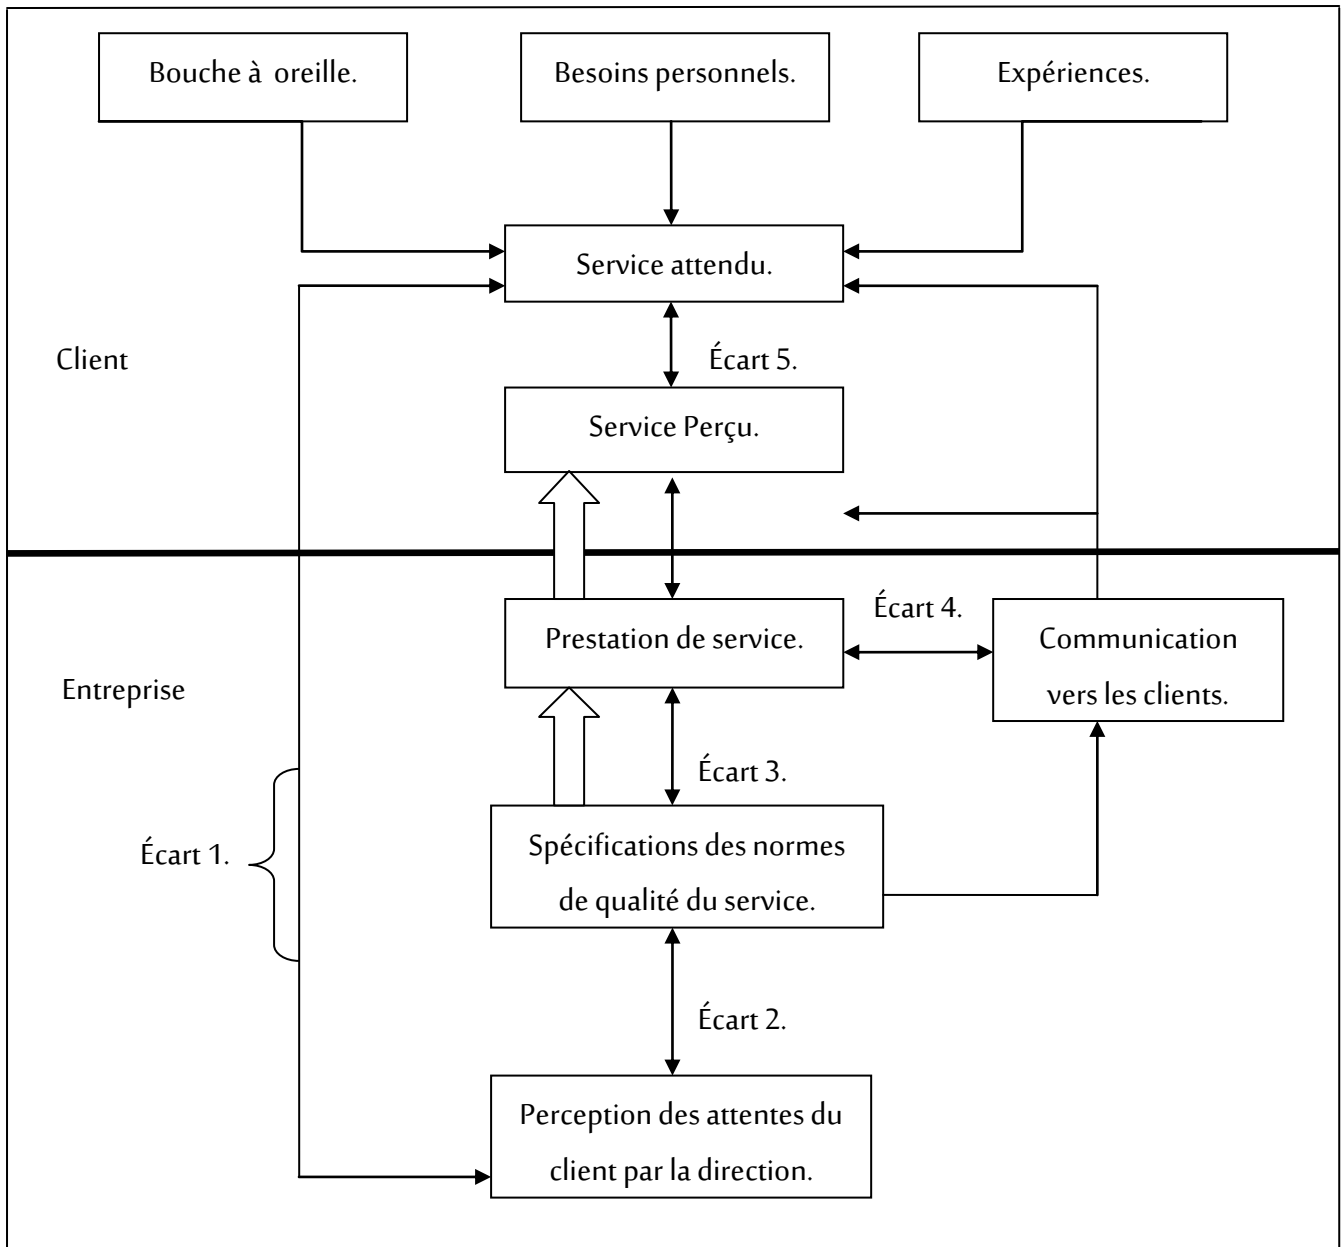 Bouche à  oreille.
Besoins personnels.
Expériences.
Service attendu.
Client
Écart 5.
Service Perçu.
Écart 4.
Prestation de service.
Communication
vers les clients.
Entreprise
Écart 3.
Écart 1.
Spécifications des normes
de qualité du service.
Écart 2.
Perception des attentes du
client par la direction.